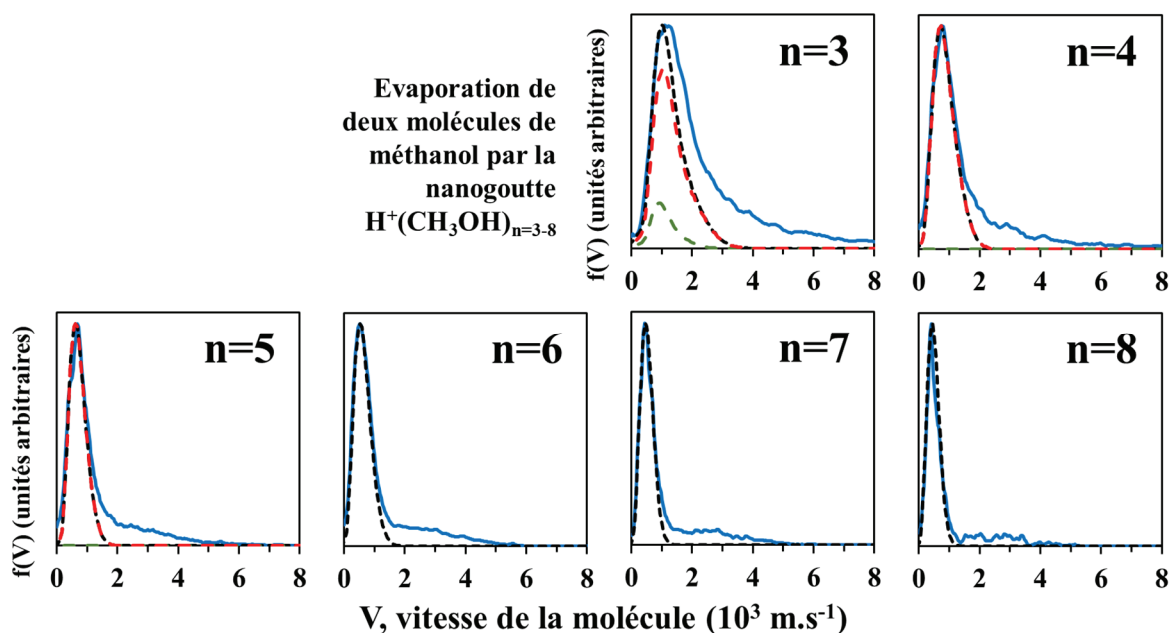 Evaporation de
deux molécules de
méthanol par la
nanogoutte
H⁺(CH₃OH)ₙ₌₃₋₈
f(V) (unités arbitraires)
n=3
0 2 4 6 8
f(V) (unités arbitraires)
n=4
0 2 4 6 8
f(V) (unités arbitraires)
n=5
0 2 4 6 8
n=6
0 2 4 6 8
n=7
0 2 4 6 8
n=8
0 2 4 6 8
V, vitesse de la molécule (10³ m.s⁻¹)